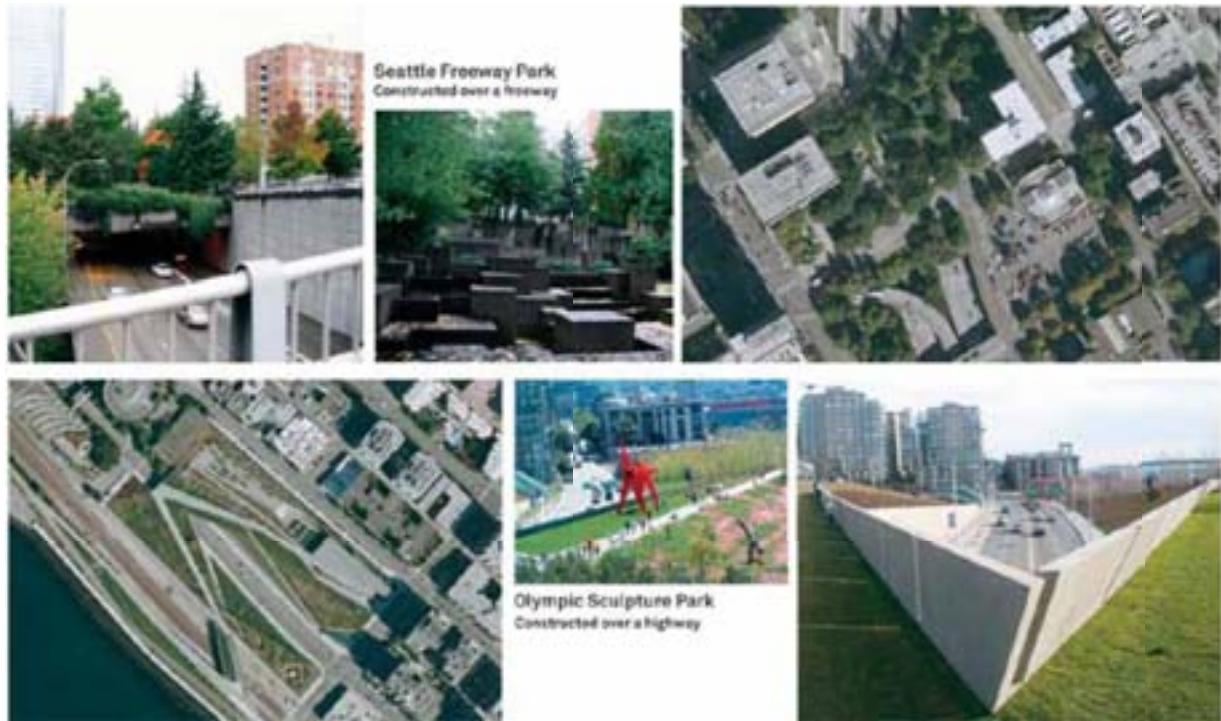 Seattle Freeway Park
Constructed over a freeway
Olympic Sculpture Park
Constructed over a highway